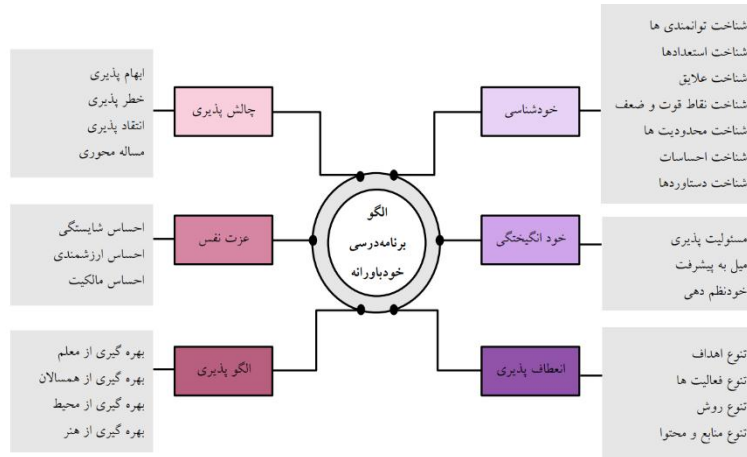 شناخت توانمندی ها
شناخت استعدادها
شناخت علایق
شناخت نقاط قوت و ضعف
شناخت محدودیت ها
شناخت احساسات
شناخت دستاوردها
خودشناسی
چالش پذیری
ابهام پذیری
خطر پذیری
انتقاد پذیری
مساله محوری
الگو
برنامه‌درسی
خودباورانه
مسئولیت پذیری
میل به پیشرفت
خودنظم دهی
خود انگیختگی
عزت نفس
احساس شایستگی
احساس ارزشمندی
احساس مالکیت
تنوع اهداف
تنوع فعالیت ها
تنوع روش
تنوع منابع و محتوا
انعطاف پذیری
الگو پذیری
بهره گیری از معلم
بهره گیری از همسالان
بهره گیری از محیط
بهره گیری از هنر